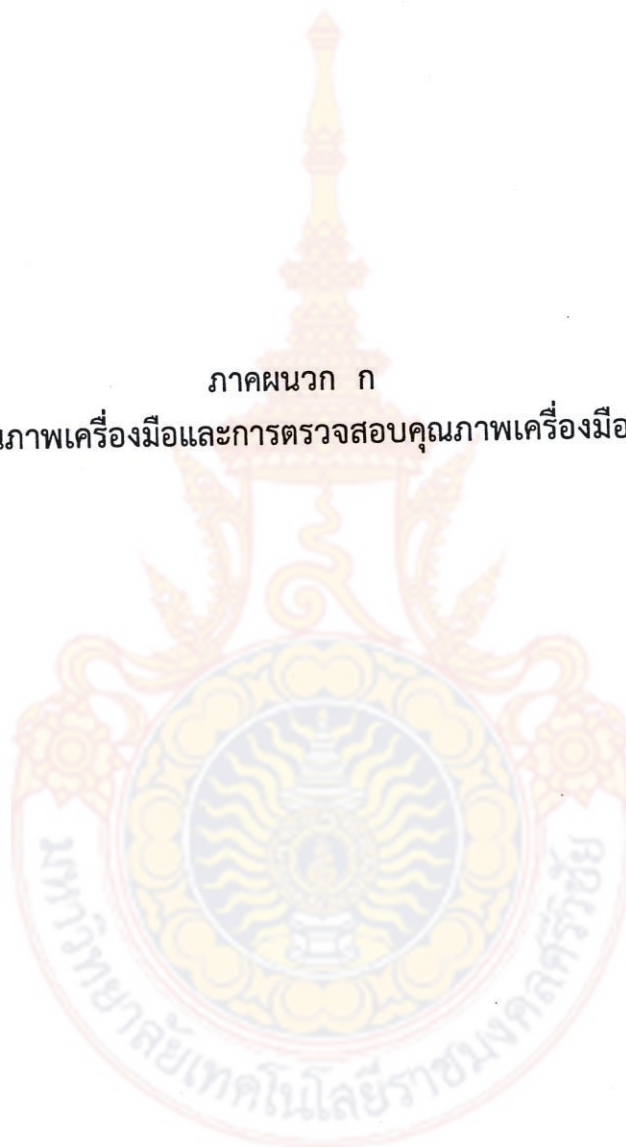 ภาคผนวก ก
ภาพเครื่องมือและการตรวจสอบคุณภาพเครื่องมือ
มหาวิทยาลัยเทคโนโลยีราชมงคลศรีวิชัย